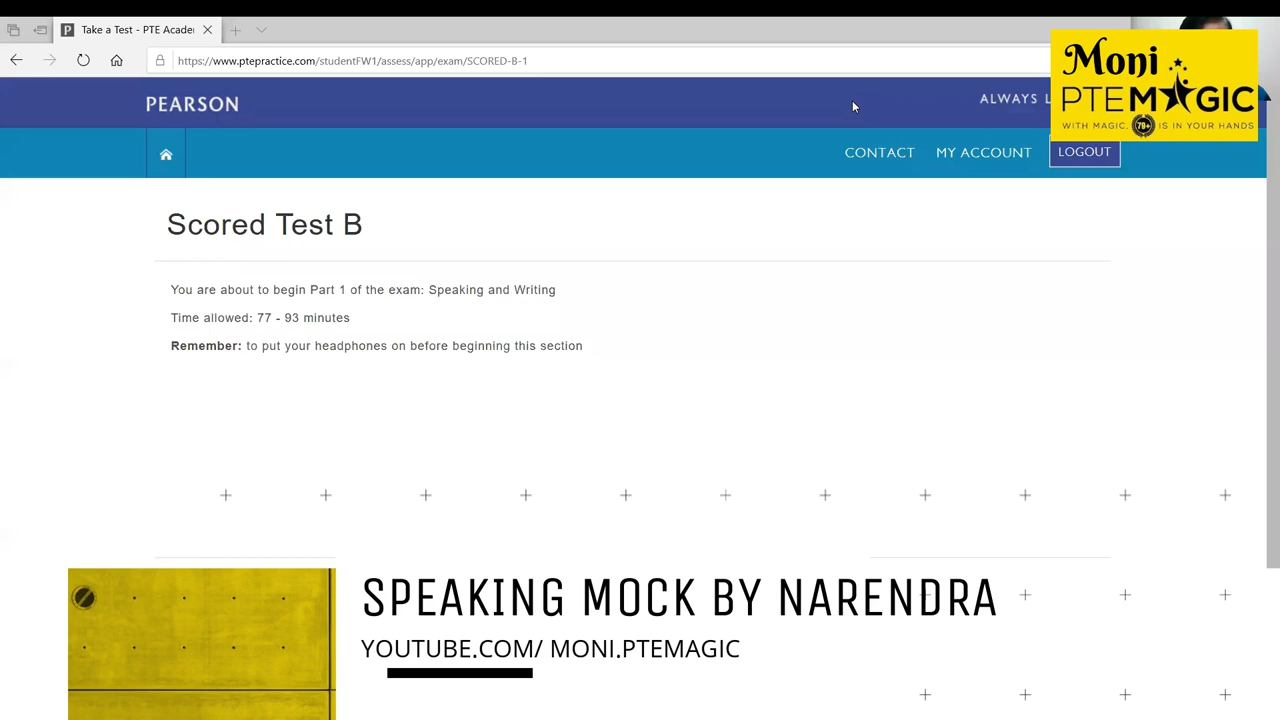 Take a Test - PTE Acade
https://www.ptepractice.com/studentFW1/assess/app/exam/SCORED-B-1
Moni
PTEMAGIC
WITH MAGIC, 79+ IS IN YOUR HANDS
PEARSON
ALWAYS L
CONTACT
MY ACCOUNT
LOGOUT
Scored Test B
You are about to begin Part 1 of the exam: Speaking and Writing
Time allowed: 77 - 93 minutes
Remember: to put your headphones on before beginning this section
SPEAKING MOCK BY NARENDRA
YOUTUBE.COM/ MONI.PTEMAGIC